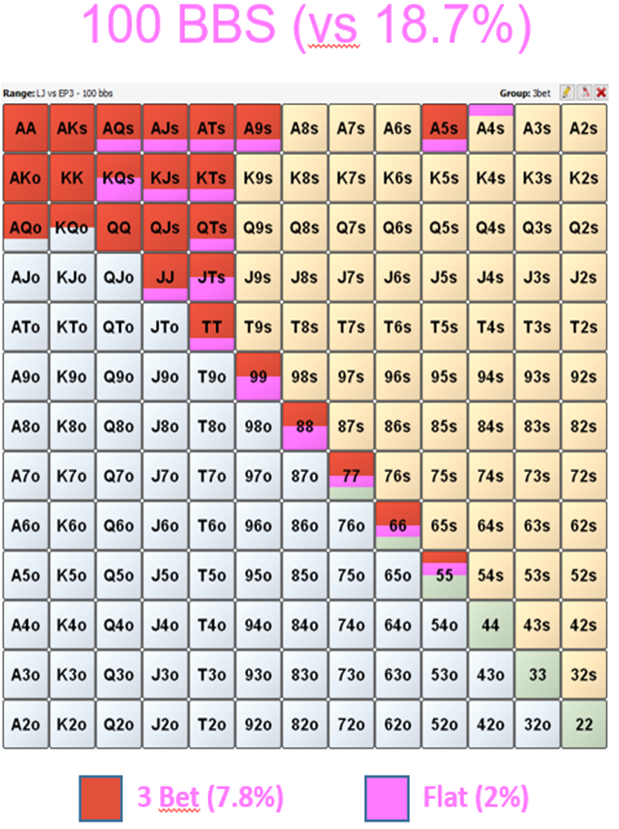 100 BBS (vs 18.7%)
Range: LJ vs EP3 - 100 bbs Group: 3bet
AA AKs AQs AJs ATs A9s A8s A7s A6s A5s A4s A3s A2s
AKo KK KQs KJs KTs K9s K8s K7s K6s K5s K4s K3s K2s
AQo KQo QQ QJs QTs Q9s Q8s Q7s Q6s Q5s Q4s Q3s Q2s
AJo KJo QJo JJ JTs J9s J8s J7s J6s J5s J4s J3s J2s
ATo KTo QTo JTo TT T9s T8s T7s T6s T5s T4s T3s T2s
A9o K9o Q9o J9o T9o 99 98s 97s 96s 95s 94s 93s 92s
A8o K8o Q8o J8o T8o 98o 88 87s 86s 85s 84s 83s 82s
A7o K7o Q7o J7o T7o 97o 87o 77 76s 75s 74s 73s 72s
A6o K6o Q6o J6o T6o 96o 86o 76o 66 65s 64s 63s 62s
A5o K5o Q5o J5o T5o 95o 85o 75o 65o 55 54s 53s 52s
A4o K4o Q4o J4o T4o 94o 84o 74o 64o 54o 44 43s 42s
A3o K3o Q3o J3o T3o 93o 83o 73o 63o 53o 43o 33 32s
A2o K2o Q2o J2o T2o 92o 82o 72o 62o 52o 42o 32o 22
3 Bet (7.8%) Flat (2%)